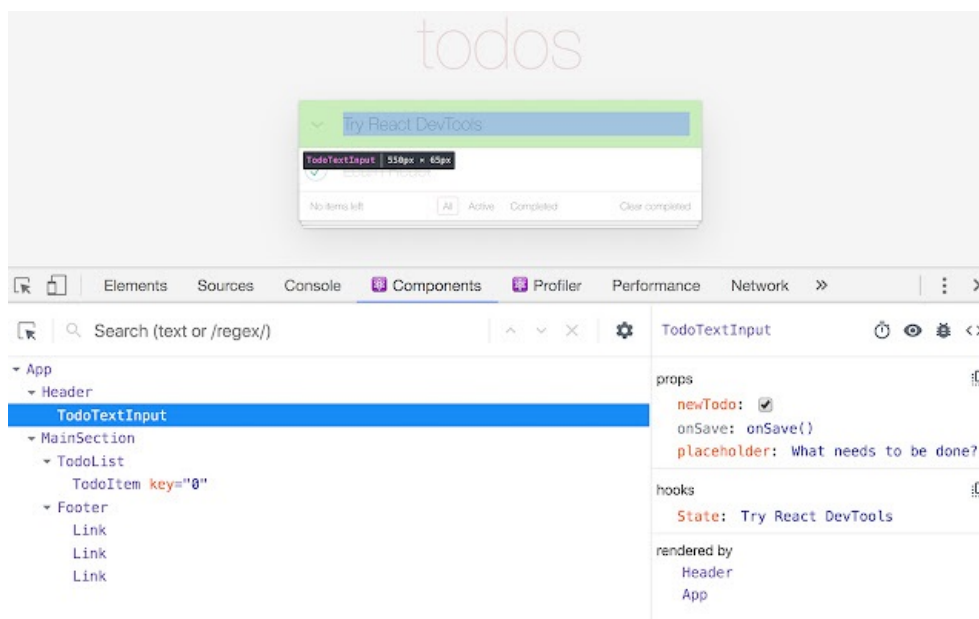 todos
Try React DevTools
TodoTextInput | 550px × 65px
No items left All Active Completed Clear completed
Elements Sources Console Components Profiler Performance Network »
Search (text or /regex/)
TodoTextInput
App
Header
TodoTextInput
MainSection
TodoList
TodoItem key="0"
Footer
Link
Link
Link
props
newTodo:
onSave: onSave()
placeholder: What needs to be done?
hooks
State: Try React DevTools
rendered by
Header
App